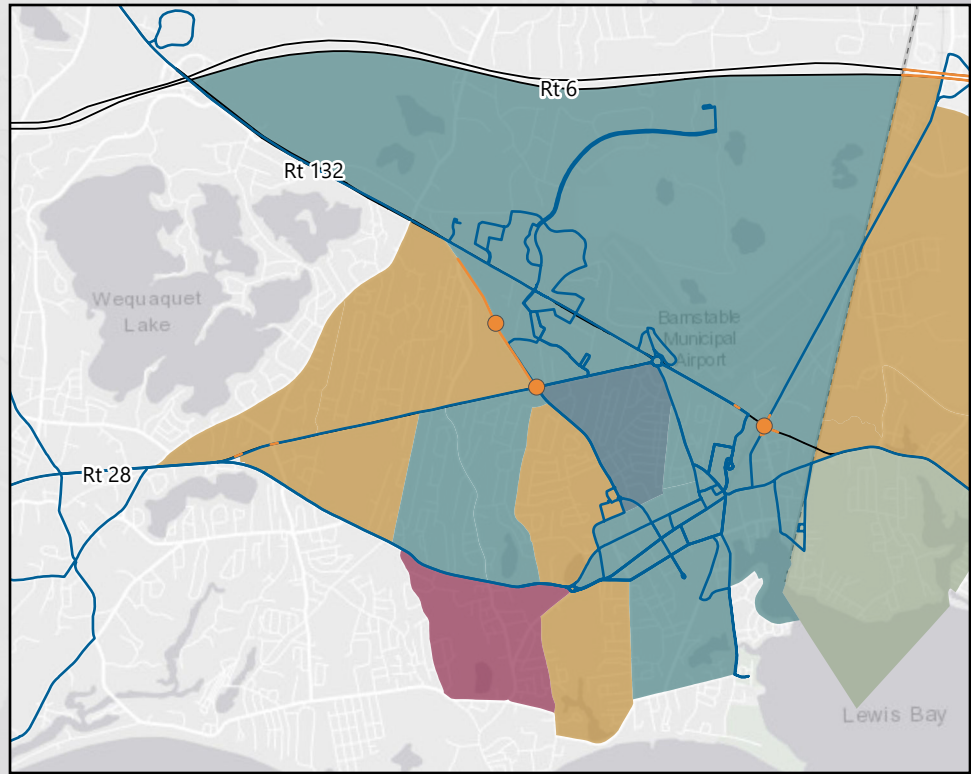 Rt 6
Rt 132
Wequaquet
Lake
Barnstable
Municipal
Airport
Rt 28
Lewis Bay